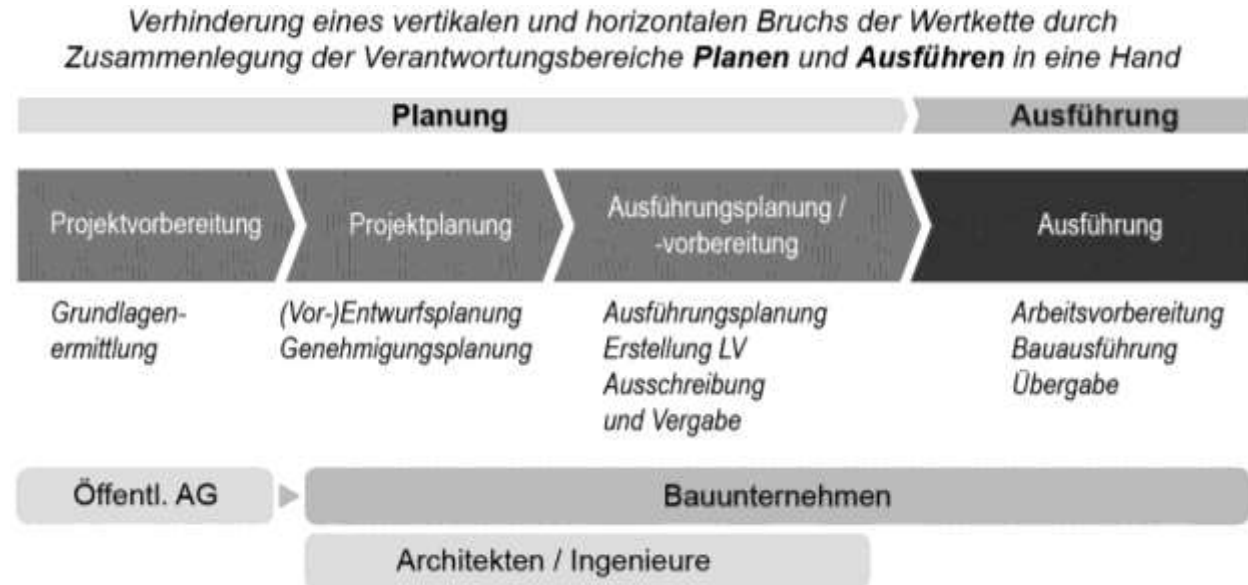 Verhinderung eines vertikalen und horizontalen Bruchs der Wertkette durch
Zusammenlegung der Verantwortungsbereiche Planen und Ausführen in eine Hand
Planung
Ausführung
Projektvorbereitung
Projektplanung
Ausführungsplanung /
-vorbereitung
Ausführung
Grundlagen-
ermittlung
(Vor-)Entwurfsplanung
Genehmigungsplanung
Ausführungsplanung
Erstellung LV
Ausschreibung
und Vergabe
Arbeitsvorbereitung
Bauausführung
Übergabe
Öffentl. AG
Bauunternehmen
Architekten / Ingenieure